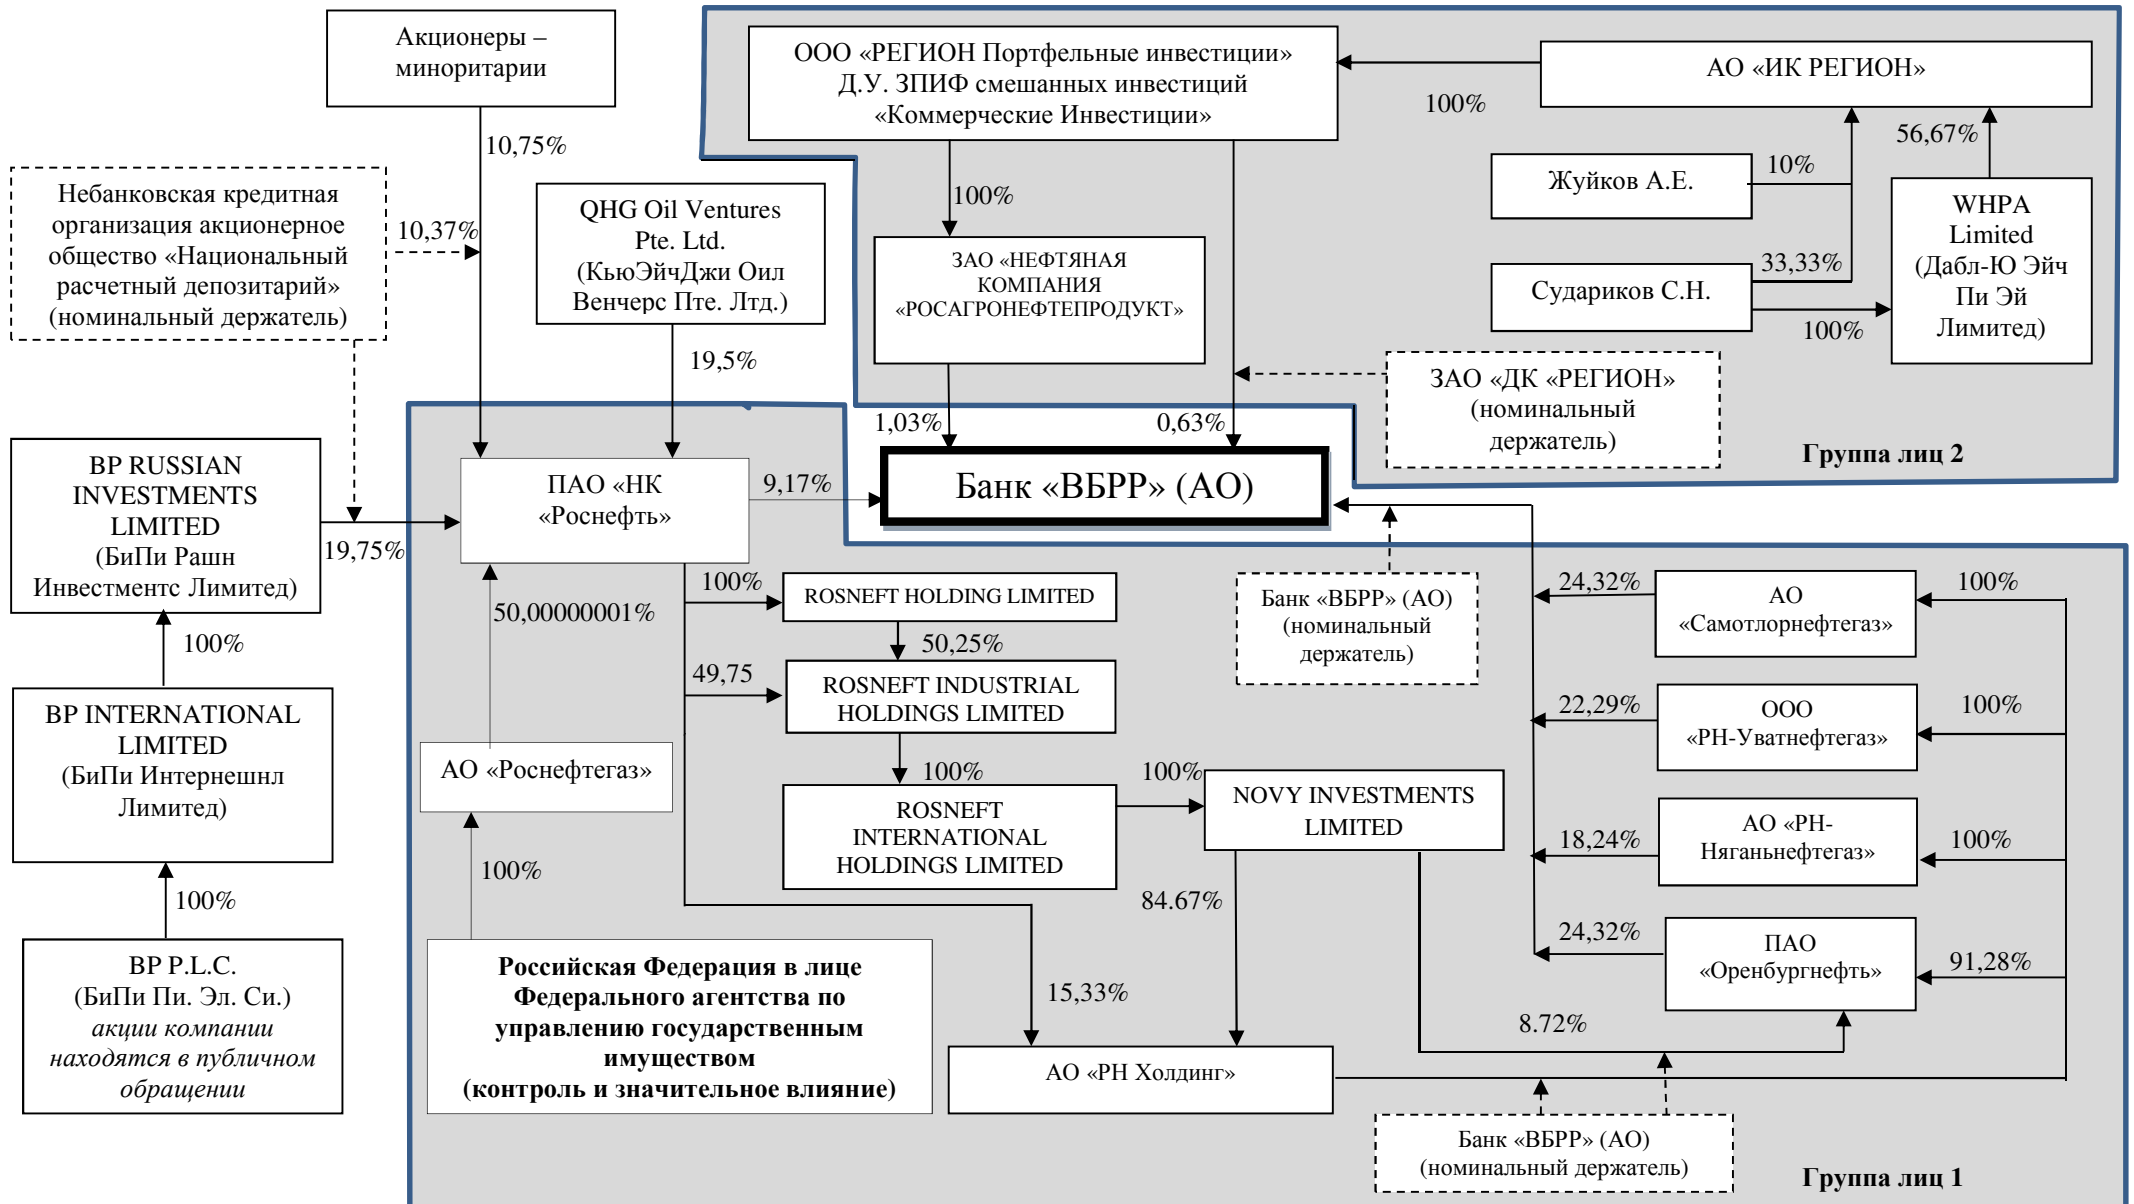 Акционеры –
миноритарии
10,75%
Небанковская кредитная
организация акционерное
общество «Национальный
расчетный депозитарий»
(номинальный держатель)
10,37%
QHG Oil Ventures
Pte. Ltd.
(КьюЭйчДжи Оил
Венчерс Пте. Лтд.)
19,5%
ООО «РЕГИОН Портфельные инвестиции»
Д.У. ЗПИФ смешанных инвестиций
«Коммерческие Инвестиции»
100%
АО «ИК РЕГИОН»
56,67%
Жуйков А.Е.
10%
Судариков С.Н.
33,33%
100%
WHPA
Limited
(Дабл-Ю Эйч
Пи Эй
Лимитед)
100%
ЗАО «НЕФТЯНАЯ
КОМПАНИЯ
«РОСАГРОНЕФТЕПРОДУКТ»
ЗАО «ДК «РЕГИОН»
(номинальный
держатель)
1,03%
0,63%
Группа лиц 2
BP RUSSIAN
INVESTMENTS
LIMITED
(БиПи Рашн
Инвестментс Лимитед)
19,75%
ПАО «НК
«Роснефть»
9,17%
Банк «ВБРР» (АО)
100%
BP INTERNATIONAL
LIMITED
(БиПи Интернешнл
Лимитед)
100%
BP P.L.C.
(БиПи Пи. Эл. Си.)
акции компании
находятся в публичном
обращении
50,00000001%
АО «Роснефтегаз»
100%
Российская Федерация в лице
Федерального агентства по
управлению государственным
имуществом
(контроль и значительное влияние)
100%
ROSNEFT HOLDING LIMITED
50,25%
49,75
ROSNEFT INDUSTRIAL
HOLDINGS LIMITED
100%
ROSNEFT
INTERNATIONAL
HOLDINGS LIMITED
100%
NOVY INVESTMENTS
LIMITED
84.67%
15,33%
АО «РН Холдинг»
8.72%
Банк «ВБРР» (АО)
(номинальный
держатель)
24,32%
АО
«Самотлорнефтегаз»
100%
22,29%
ООО
«РН-Уватнефтегаз»
100%
18,24%
АО «РН-
Няганьнефтегаз»
100%
24,32%
ПАО
«Оренбургнефть»
91,28%
Банк «ВБРР» (АО)
(номинальный держатель)
Группа лиц 1